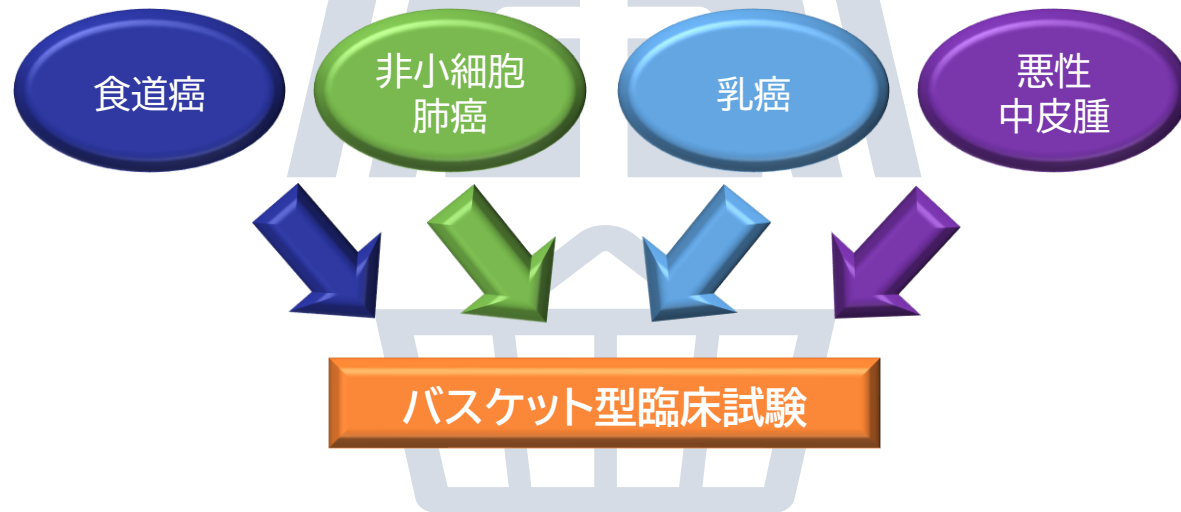 食道癌
非小細胞
肺癌
乳癌
悪性
中皮腫
バスケット型臨床試験